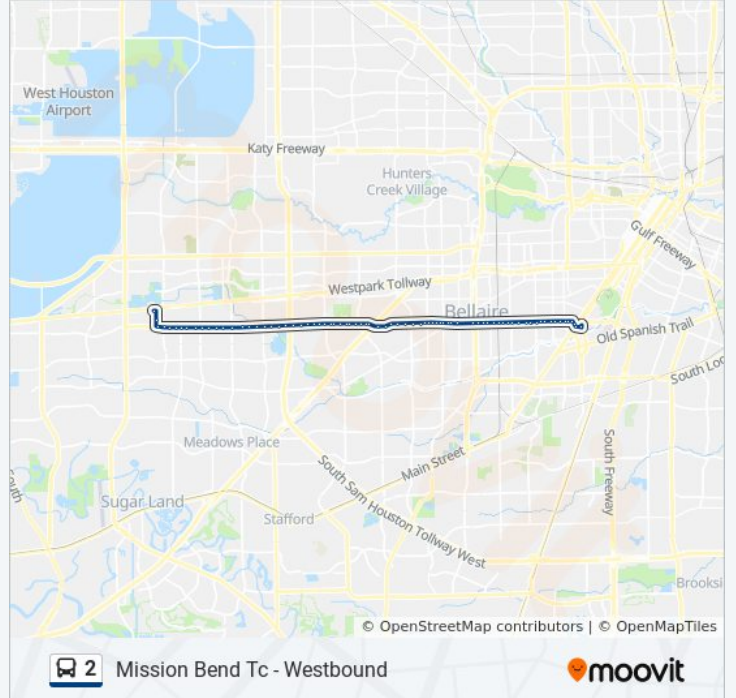 West Houston
Airport
Katy Freeway
Hunters
Creek Village
Gulf Freeway
Westpark Tollway
Bellaire
Old Spanish Trail
South Loo
Meadows Place
Main Street
South Freeway
South
Sugar Land
South Sam Houston Tollway West
Stafford
Brooksi
© OpenStreetMap contributors | © OpenMapTiles
2 Mission Bend Tc - Westbound
moovit